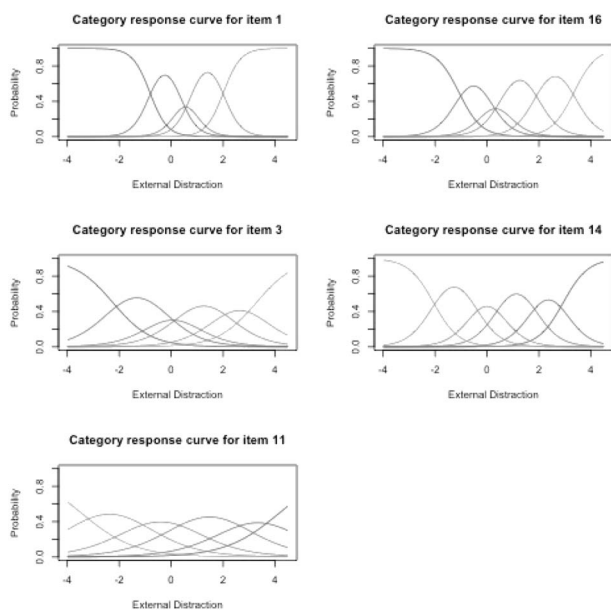 Category response curve for item 1
Probability
0.8
0.4
0.0
-4 -2 0 2 4
External Distraction
Category response curve for item 16
Probability
0.8
0.4
0.0
-4 -2 0 2 4
External Distraction
Category response curve for item 3
Probability
0.8
0.4
0.0
-4 -2 0 2 4
External Distraction
Category response curve for item 14
Probability
0.8
0.4
0.0
-4 -2 0 2 4
External Distraction
Category response curve for item 11
Probability
0.8
0.4
0.0
-4 -2 0 2 4
External Distraction